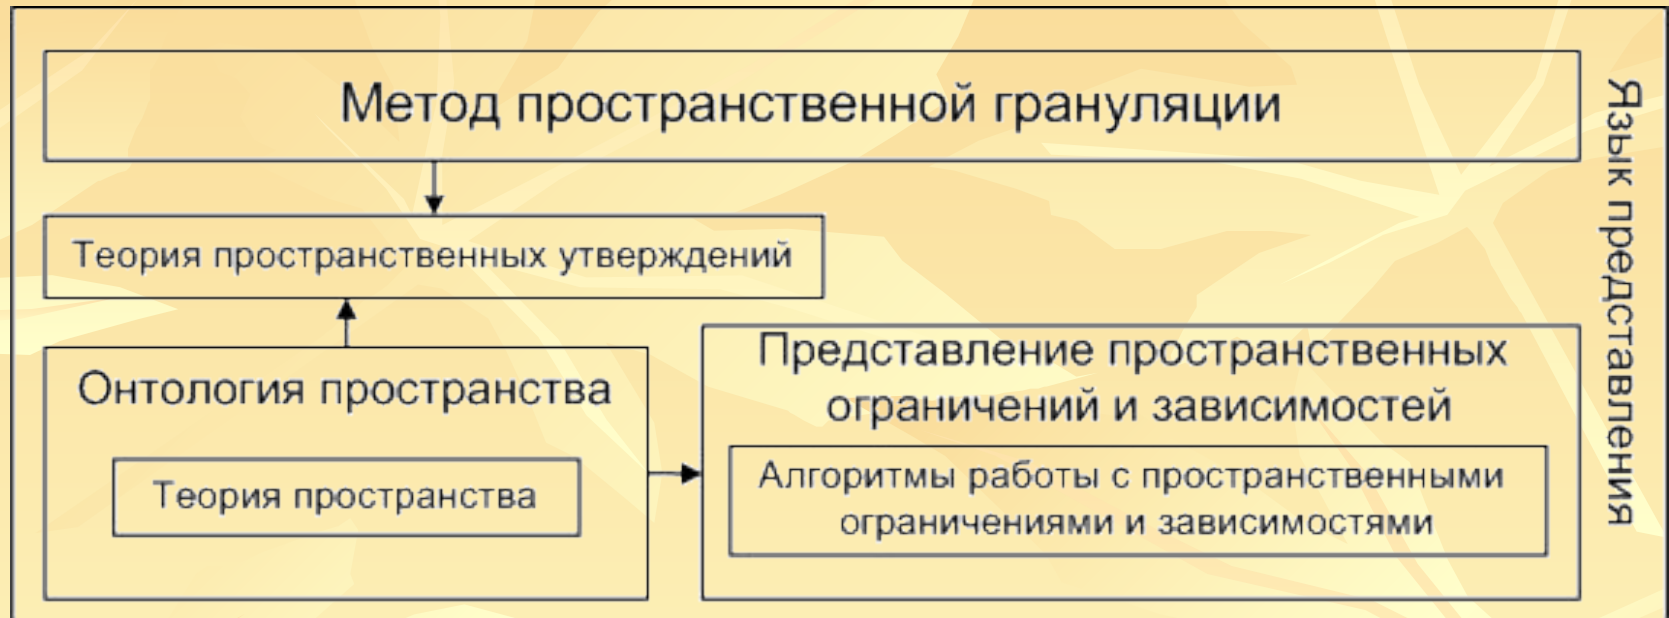 Метод пространственной грануляции
Теория пространственных утверждений
Онтология пространства
Теория пространства
Представление пространственных
ограничений и зависимостей
Алгоритмы работы с пространственными
ограничениями и зависимостями
Язык представления